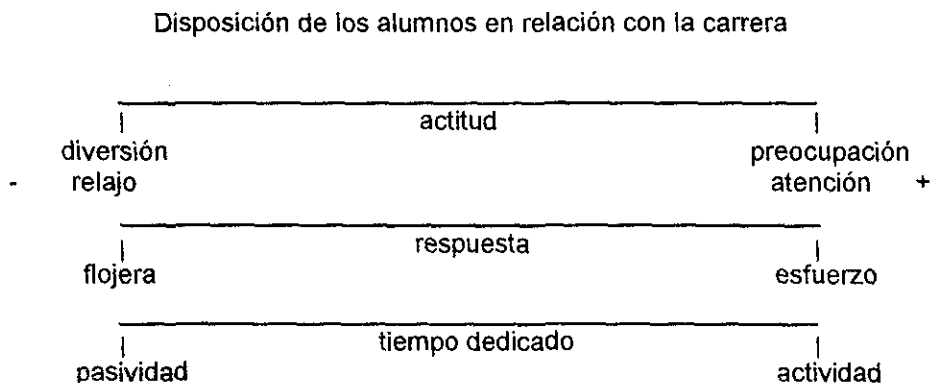 Disposición de los alumnos en relación con la carrera
actitud
diversión preocupación
- relajo atención +
respuesta
flojera esfuerzo
tiempo dedicado
pasividad actividad